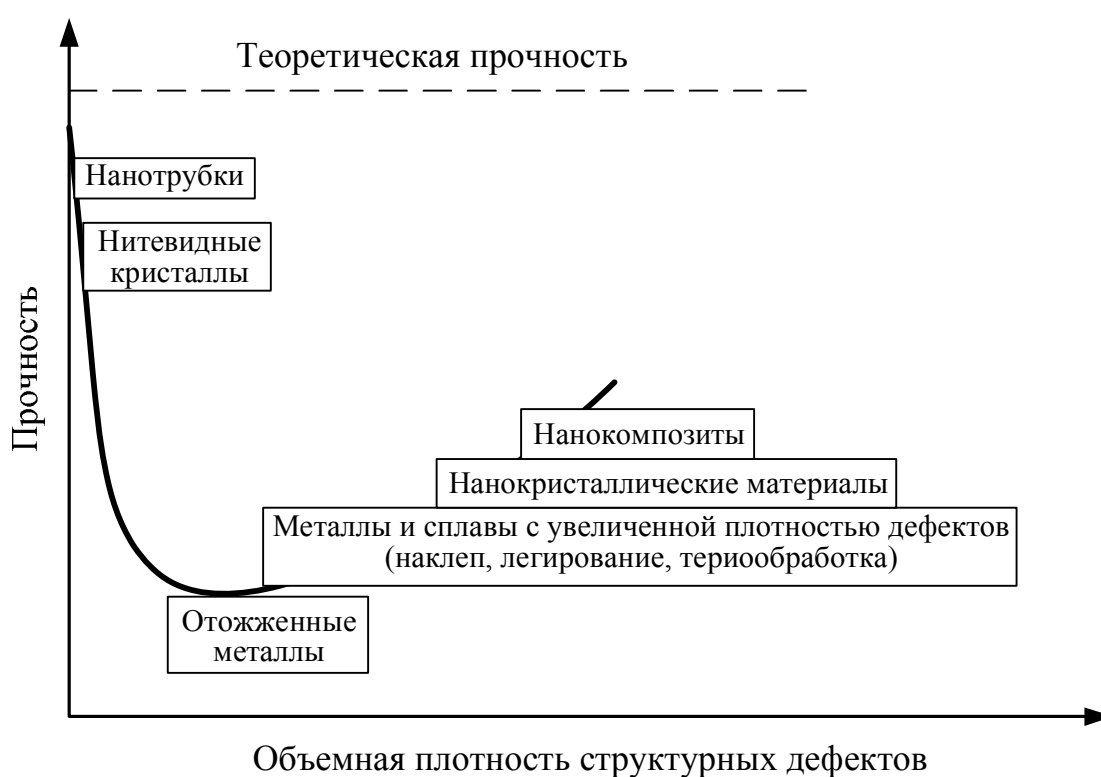 Теоретическая прочность
Нанотрубки
Нитевидные
кристаллы
Прочность
Нанокомпозиты
Нанокристаллические материалы
Металлы и сплавы с увеличенной плотностью дефектов
(наклеп, легирование, териообработка)
Отожженные
металлы
Объемная плотность структурных дефектов